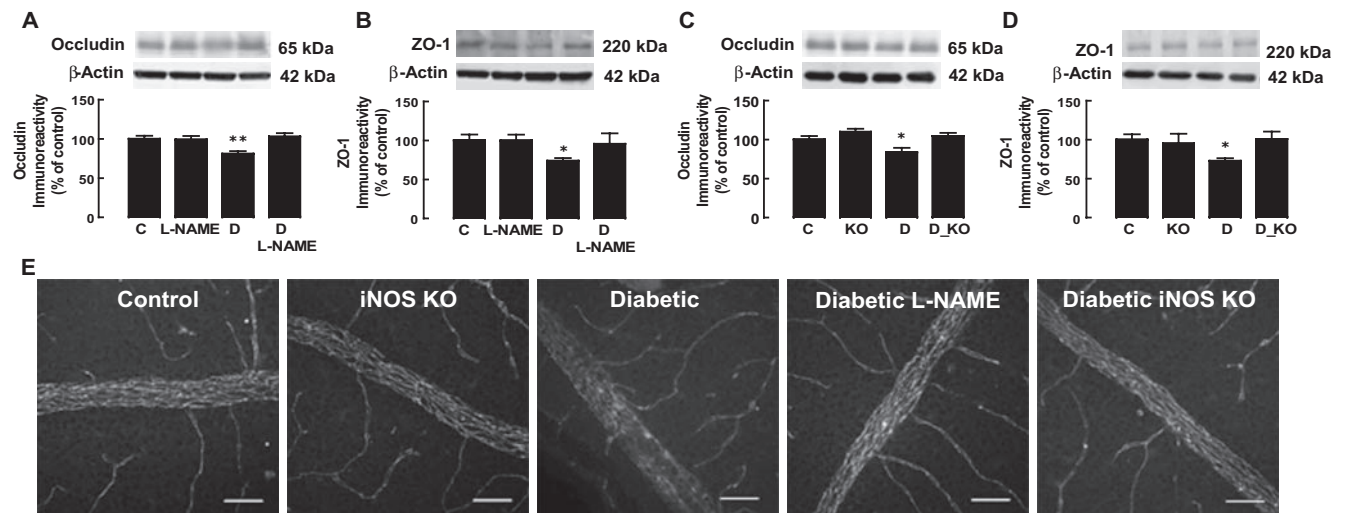 A
Occludin
65 kDa
β-Actin
42 kDa
Occludin
Immunoreactivity
(% of control)
150
100
50
0
**
C L-NAME D D
L-NAME
B
ZO-1
220 kDa
β-Actin
42 kDa
ZO-1
Immunoreactivity
(% of control)
150
100
50
0
*
C L-NAME D D
L-NAME
C
Occludin
65 kDa
β-Actin
42 kDa
Occludin
Immunoreactivity
(% of control)
150
100
50
0
*
C KO D D_KO
D
ZO-1
220 kDa
β-Actin
42 kDa
ZO-1
Immunoreactivity
(% of control)
150
100
50
0
*
C KO D D_KO
E
Control
iNOS KO
Diabetic
Diabetic L-NAME
Diabetic iNOS KO